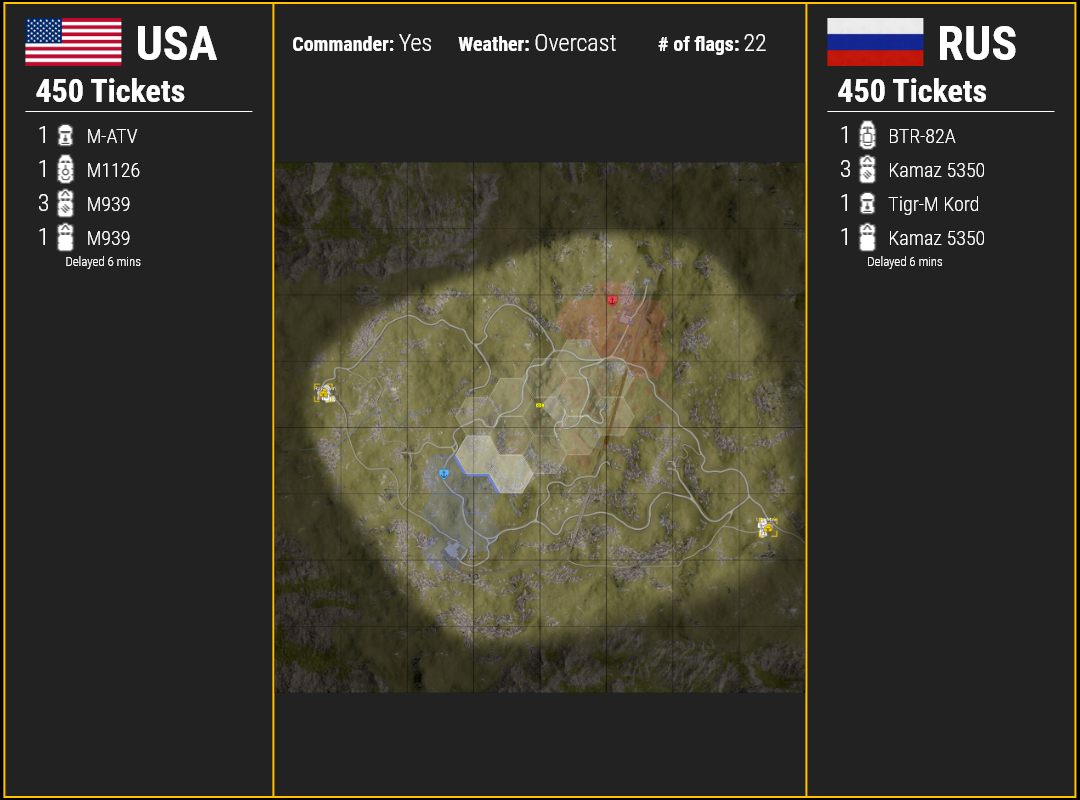 USA
450 Tickets
1 M-ATV
1 M1126
3 M939
1 M939
Delayed 6 mins
Commander: Yes Weather: Overcast # of flags: 22
RUS
450 Tickets
1 BTR-82A
3 Kamaz 5350
1 Tigr-M Kord
1 Kamaz 5350
Delayed 6 mins